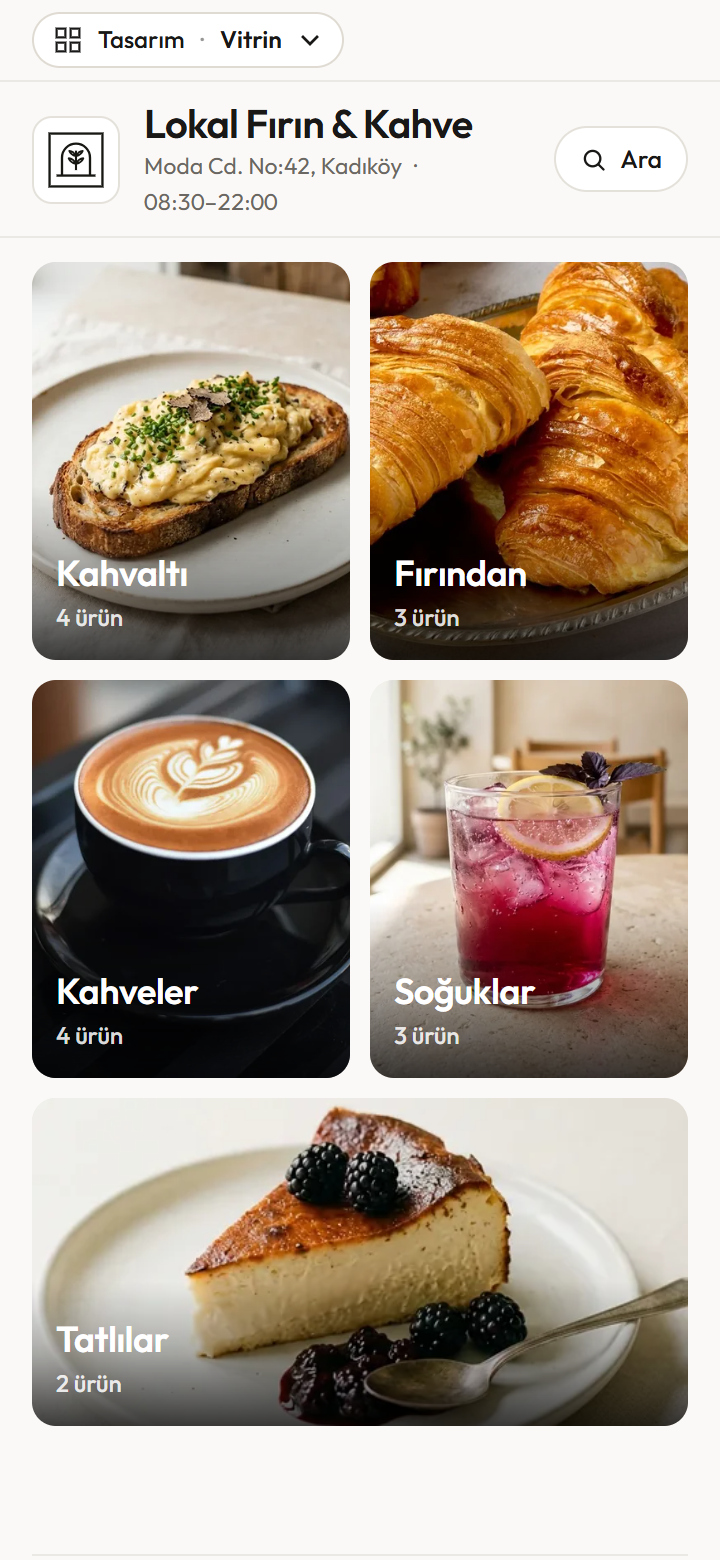 Tasarım · Vitrin
Lokal Fırın & Kahve
Moda Cd. No:42, Kadıköy ·
08:30–22:00
Ara
Kahvaltı
4 ürün
Fırından
3 ürün
Kahveler
4 ürün
Soğuklar
3 ürün
Tatlılar
2 ürün